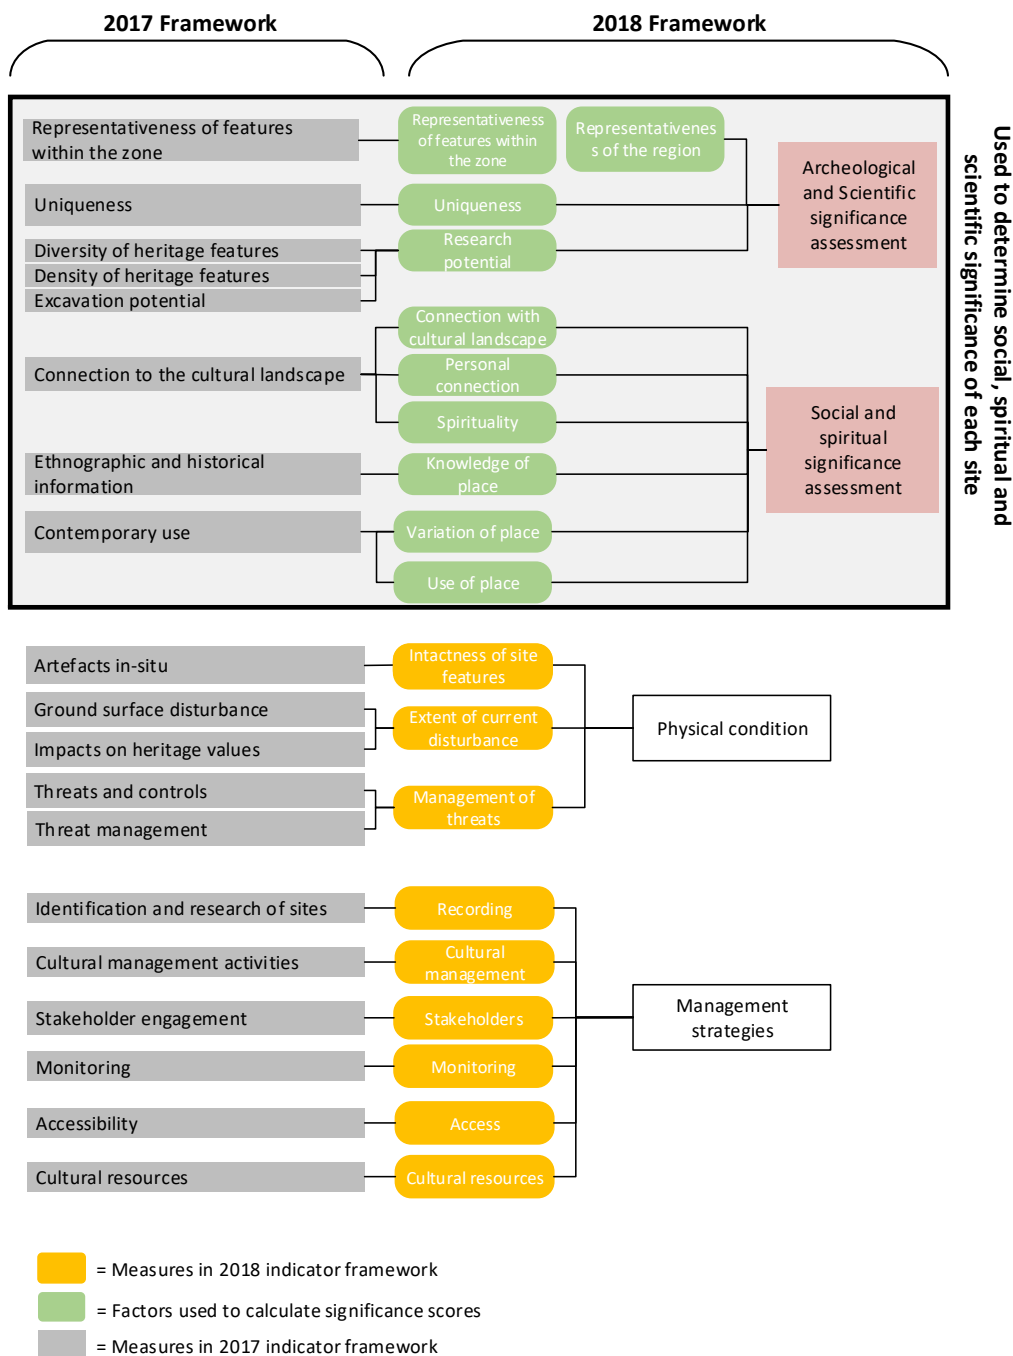 2017 Framework
2018 Framework
Representativeness of features
within the zone
Representativeness
of features within
the zone
Representativenes
s of the region
Archeological
and Scientific
significance
assessment
Uniqueness
Uniqueness
Diversity of heritage features
Density of heritage features
Excavation potential
Research
potential
Connection to the cultural landscape
Connection with
cultural landscape
Personal
connection
Spirituality
Social and
spiritual
significance
assessment
Ethnographic and historical
information
Knowledge of
place
Contemporary use
Variation of place
Use of place
Used to determine social, spiritual and
scientific significance of each site
Artefacts in-situ
Intactness of site
features
Ground surface disturbance
Impacts on heritage values
Extent of current
disturbance
Physical condition
Threats and controls
Threat management
Management of
threats
Identification and research of sites
Recording
Cultural management activities
Cultural
management
Stakeholder engagement
Stakeholders
Management
strategies
Monitoring
Monitoring
Accessibility
Access
Cultural resources
Cultural resources
= Measures in 2018 indicator framework
= Factors used to calculate significance scores
= Measures in 2017 indicator framework